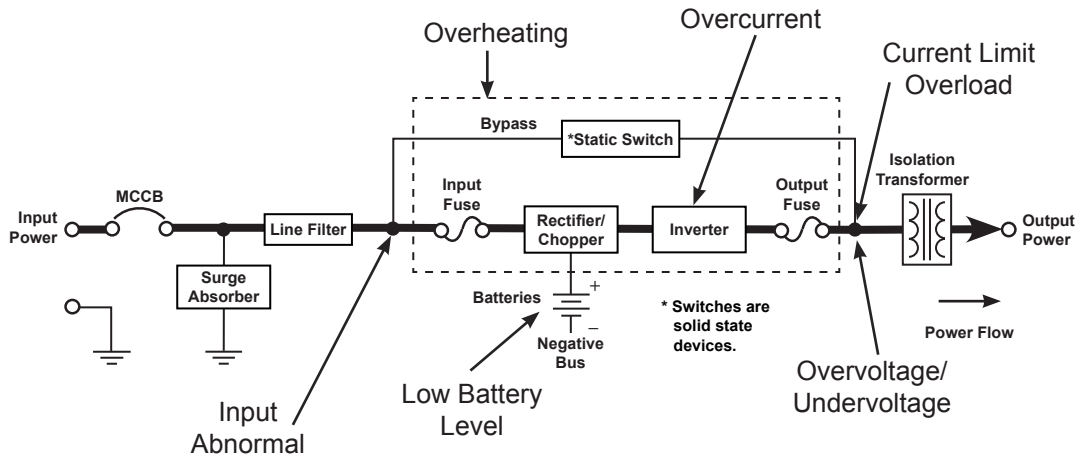 Overheating
Overcurrent
Current Limit
Overload
Bypass
*Static Switch
Isolation
Transformer
MCCB
Input
Fuse
Output
Fuse
Input
Power
Line Filter
Rectifier/
Chopper
Inverter
Output
Power
Surge
Absorber
Batteries
+
−
Negative
Bus
* Switches are
solid state
devices.
Power Flow
Input
Abnormal
Low Battery
Level
Overvoltage/
Undervoltage